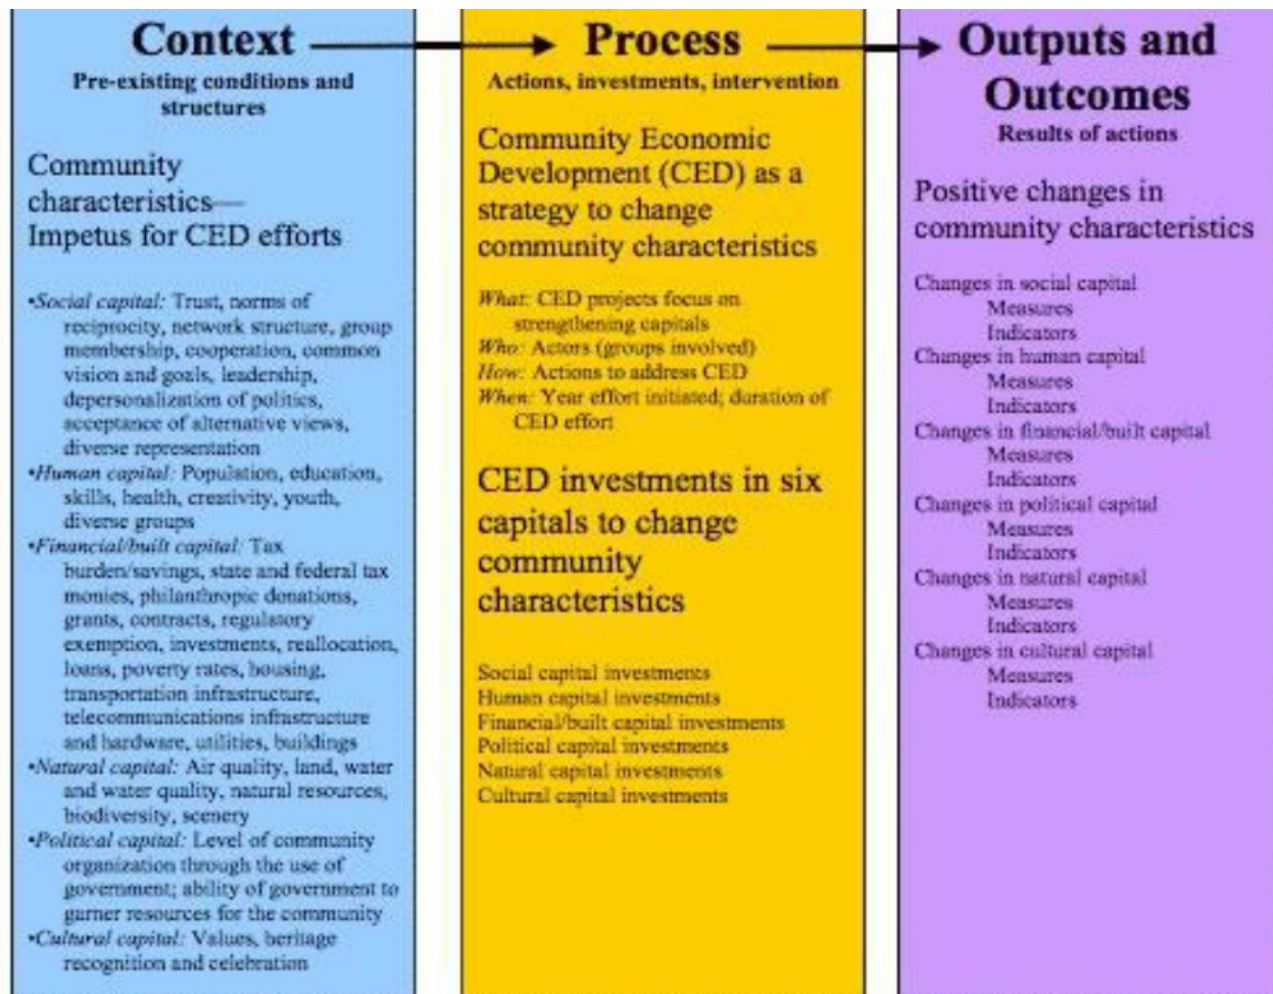 Context
Pre-existing conditions and
structures
Community
characteristics—
Impetus for CED efforts
•Social capital: Trust, norms of
reciprocity, network structure, group
membership, cooperation, common
vision and goals, leadership,
depersonalization of politics,
acceptance of alternative views,
diverse representation
•Human capital: Population, education,
skills, health, creativity, youth,
diverse groups
•Financial/built capital: Tax
burden/savings, state and federal tax
monies, philanthropic donations,
grants, contracts, regulatory
exemption, investments, reallocation,
loans, poverty rates, housing,
transportation infrastructure,
telecommunications infrastructure
and hardware, utilities, buildings
•Natural capital: Air quality, land, water
and water quality, natural resources,
biodiversity, scenery
•Political capital: Level of community
organization through the use of
government; ability of government to
garner resources for the community
•Cultural capital: Values, heritage
recognition and celebration
Process
Actions, investments, intervention
Community Economic
Development (CED) as a
strategy to change
community characteristics
What: CED projects focus on
strengthening capitals
Who: Actors (groups involved)
How: Actions to address CED
When: Year effort initiated; duration of
CED effort
CED investments in six
capitals to change
community
characteristics
Social capital investments
Human capital investments
Financial/built capital investments
Political capital investments
Natural capital investments
Cultural capital investments
Outputs and
Outcomes
Results of actions
Positive changes in
community characteristics
Changes in social capital
Measures
Indicators
Changes in human capital
Measures
Indicators
Changes in financial/built capital
Measures
Indicators
Changes in political capital
Measures
Indicators
Changes in natural capital
Measures
Indicators
Changes in cultural capital
Measures
Indicators